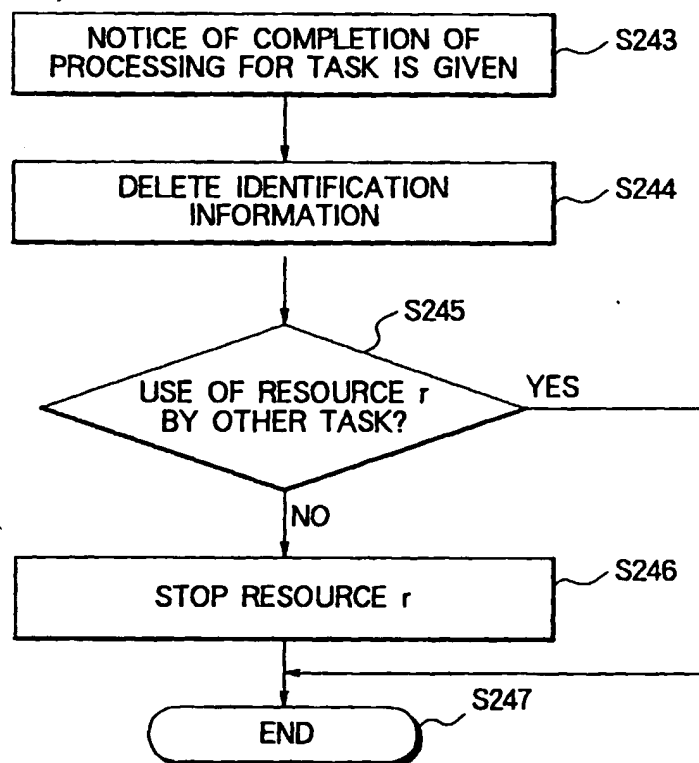 NOTICE OF COMPLETION OF
PROCESSING FOR TASK IS GIVEN
S243
DELETE IDENTIFICATION
INFORMATION
S244
S245
USE OF RESOURCE r
BY OTHER TASK?
YES
NO
STOP RESOURCE r
S246
END
S247